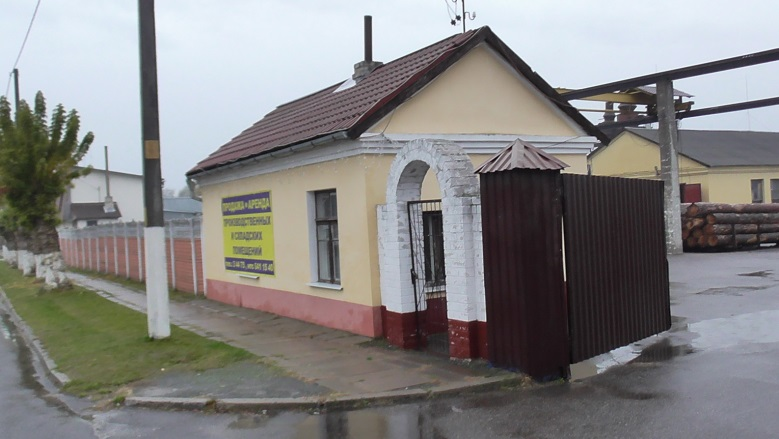 ПРОДАЖА • АРЕНДА
ПРОИЗВОДСТВЕННЫХ
И СКЛАДСКИХ
ПОМЕЩЕНИЙ